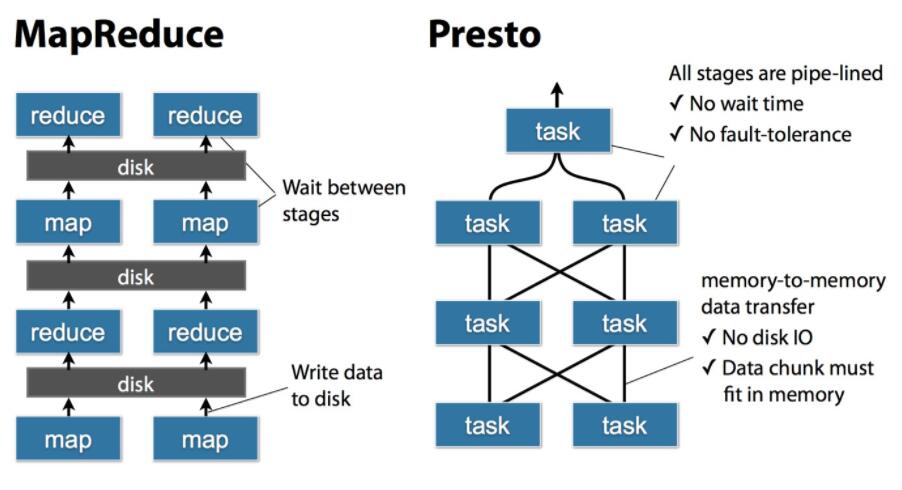 MapReduce
reduce
reduce
disk
map
map
Wait between
stages
disk
reduce
reduce
disk
Write data
to disk
map
map
Presto
All stages are pipe-lined
✓ No wait time
✓ No fault-tolerance
task
task
task
memory-to-memory
data transfer
✓ No disk IO
✓ Data chunk must
fit in memory
task
task
task
task